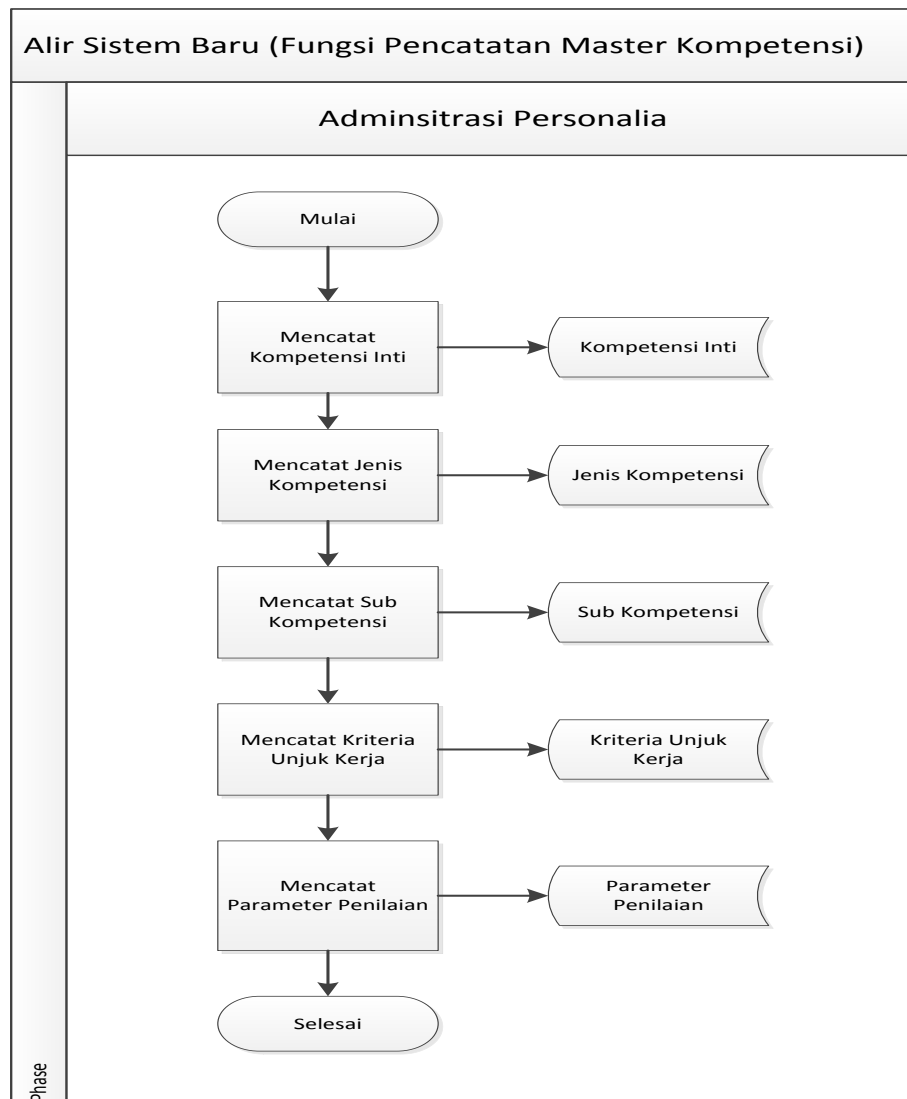 Alir Sistem Baru (Fungsi Pencatatan Master Kompetensi)
Adminsitrasi Personalia
Mulai
Mencatat
Kompetensi Inti
Kompetensi Inti
Mencatat Jenis
Kompetensi
Jenis Kompetensi
Mencatat Sub
Kompetensi
Sub Kompetensi
Mencatat Kriteria
Unjuk Kerja
Kriteria Unjuk
Kerja
Mencatat
Parameter Penilaian
Parameter
Penilaian
Selesai
Phase